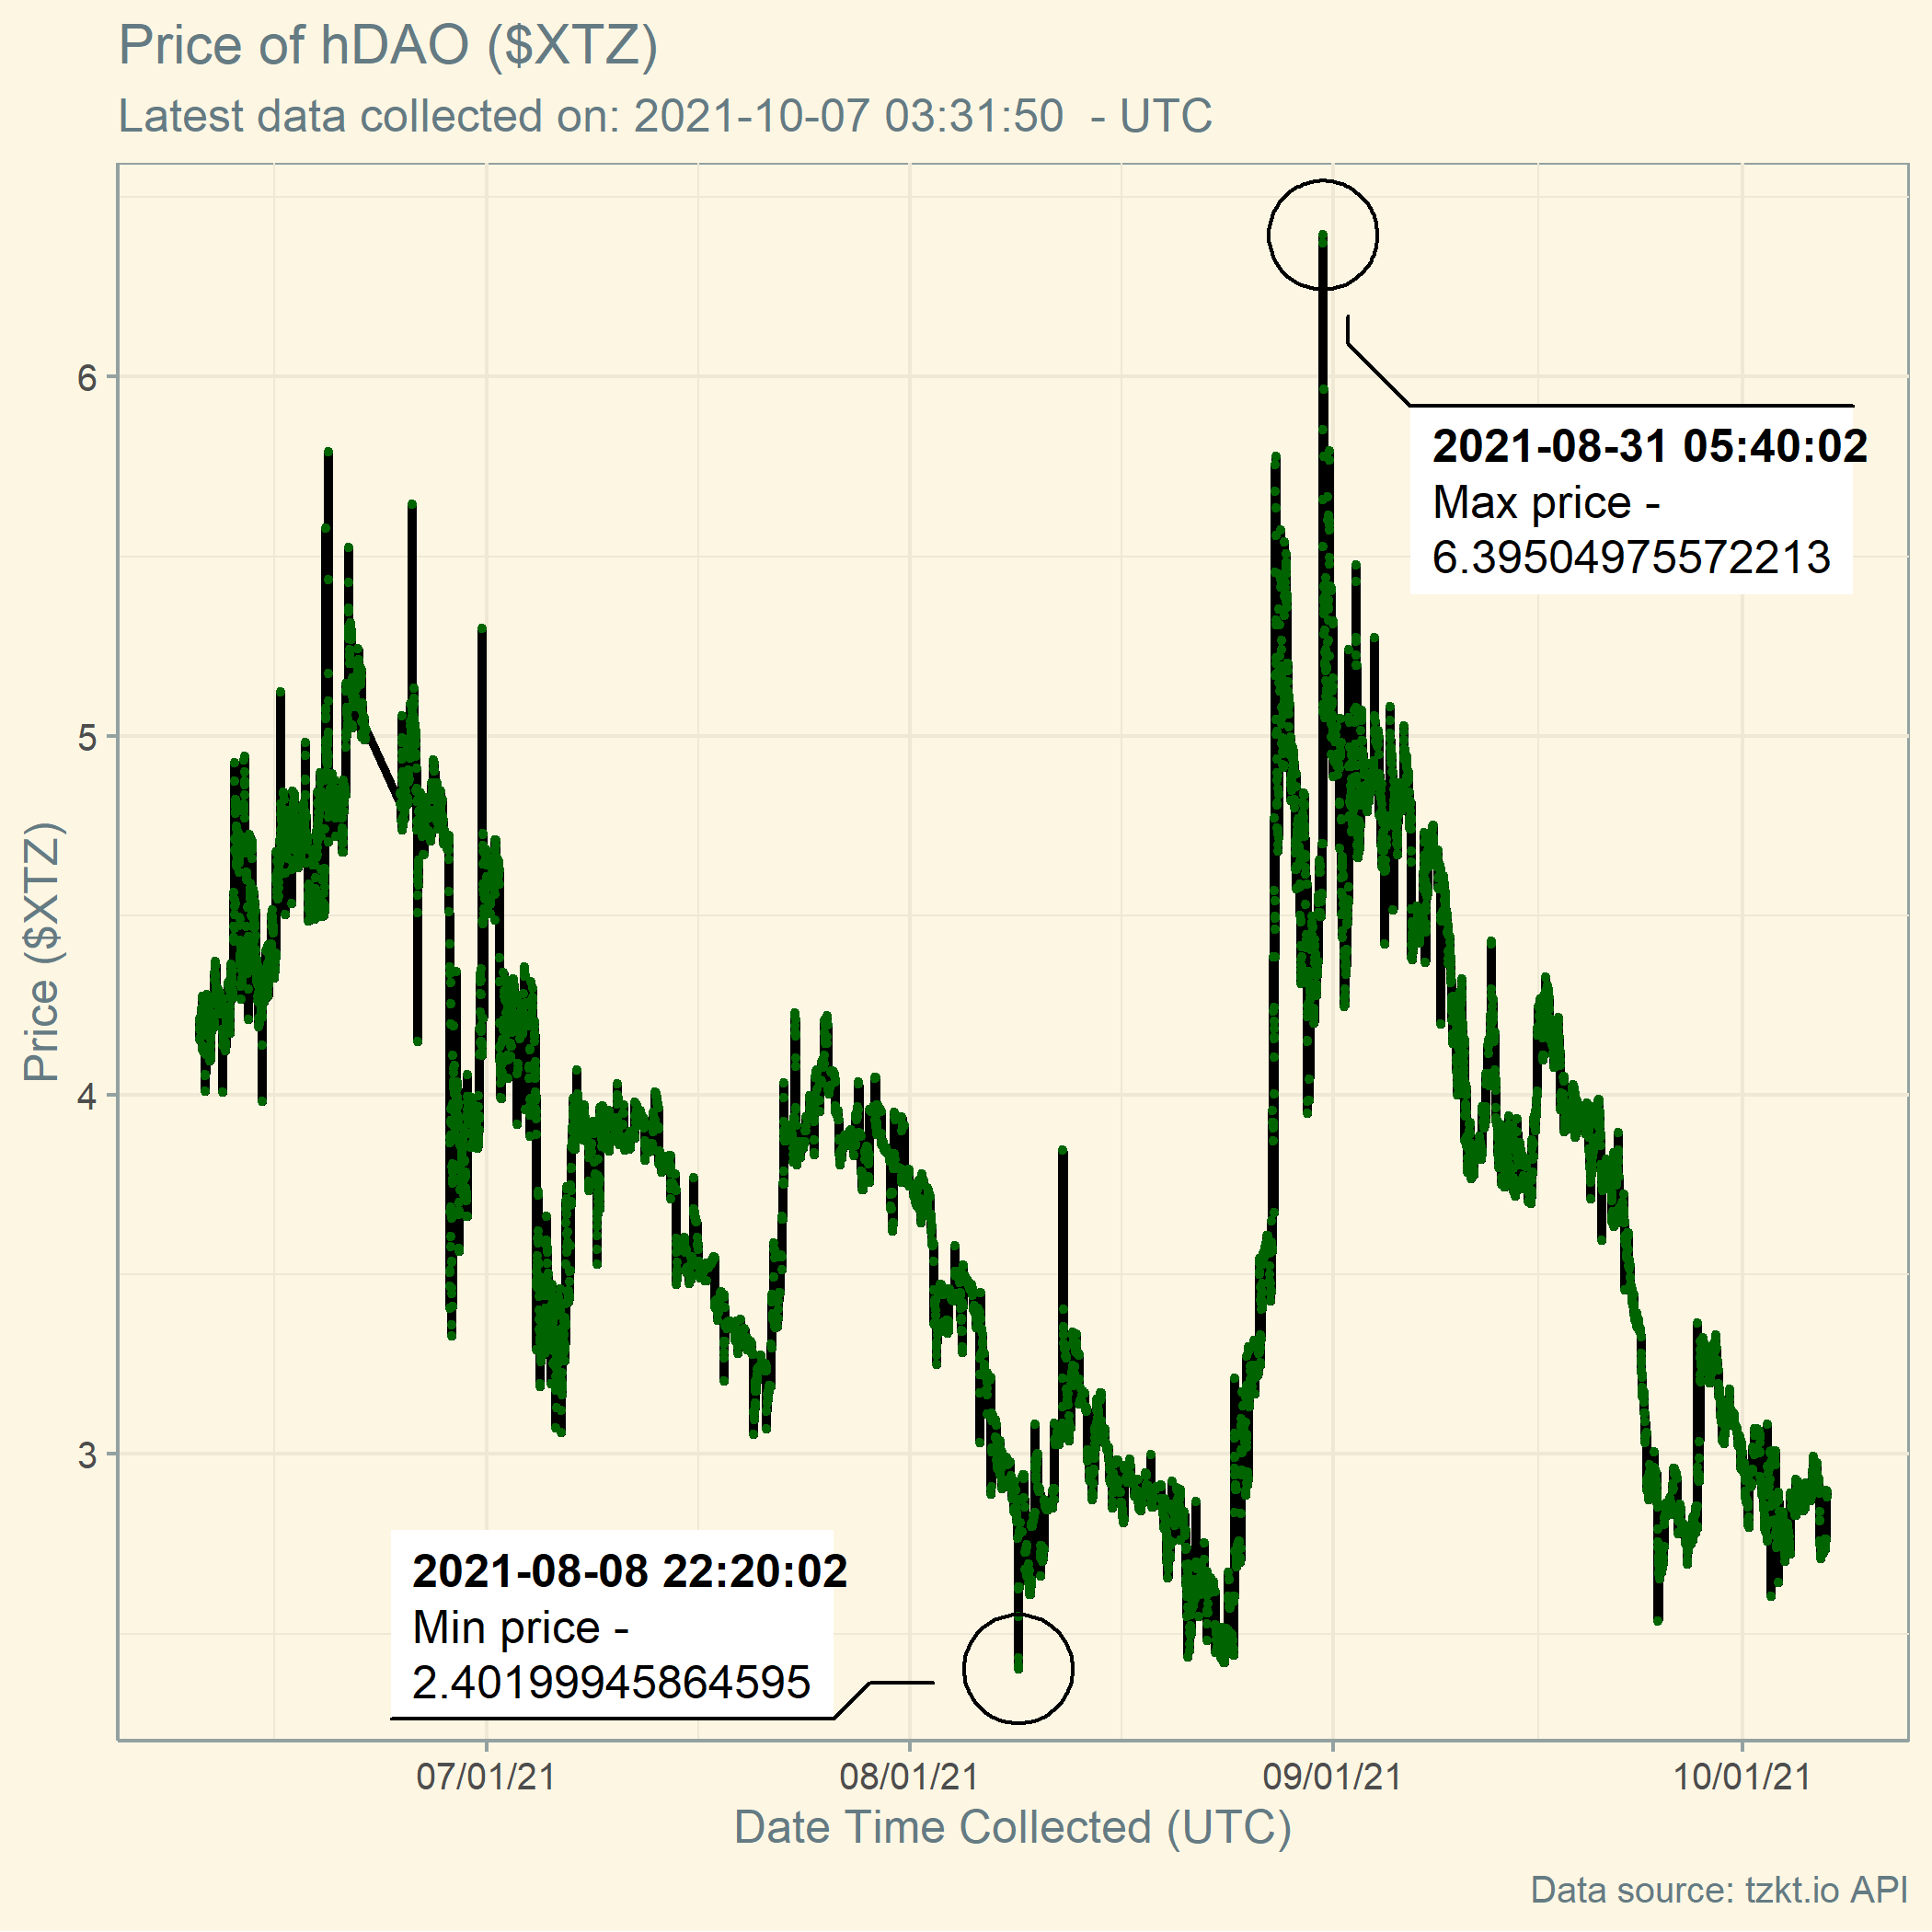 Price of hDAO ($XTZ)
Latest data collected on: 2021-10-07 03:31:50  - UTC
2021-08-31 05:40:02
Max price -
6.39504975572213
2021-08-08 22:20:02
Min price -
2.40199945864595
6
5
4
3
Price ($XTZ)
07/01/21
08/01/21
09/01/21
10/01/21
Date Time Collected (UTC)
Data source: tzkt.io API